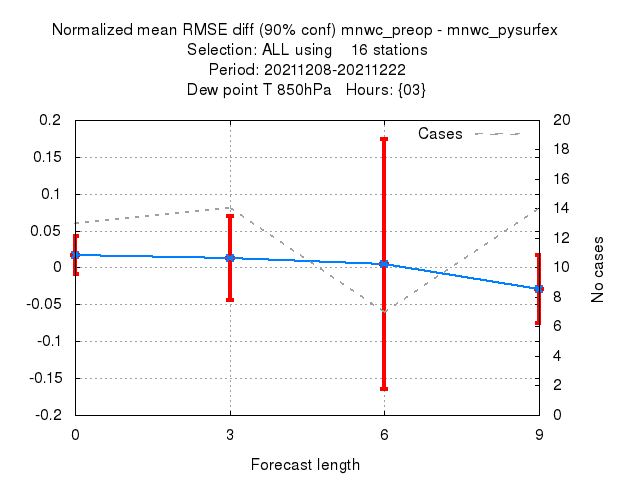 Normalized mean RMSE diff (90% conf) mnwc_preop - mnwc_pysurfex
Selection: ALL using 16 stations
Period: 20211208-20211222
Dew point T 850hPa Hours: {03}
Cases
0.2
0.15
0.1
0.05
0
-0.05
-0.1
-0.15
-0.2
20
18
16
14
12
10
8
6
4
2
0
No cases
0 3 6 9
Forecast length